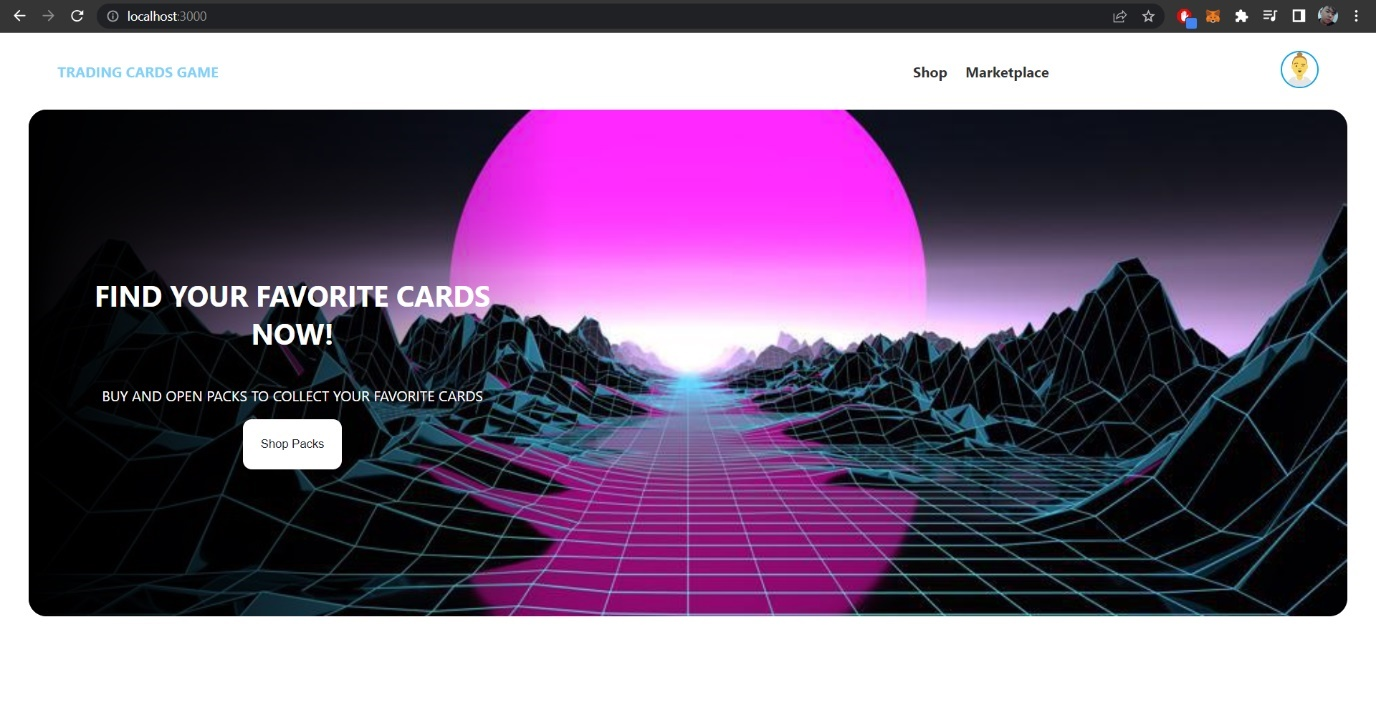 localhost:3000
TRADING CARDS GAME
Shop Marketplace
FIND YOUR FAVORITE CARDS
NOW!
BUY AND OPEN PACKS TO COLLECT YOUR FAVORITE CARDS
Shop Packs